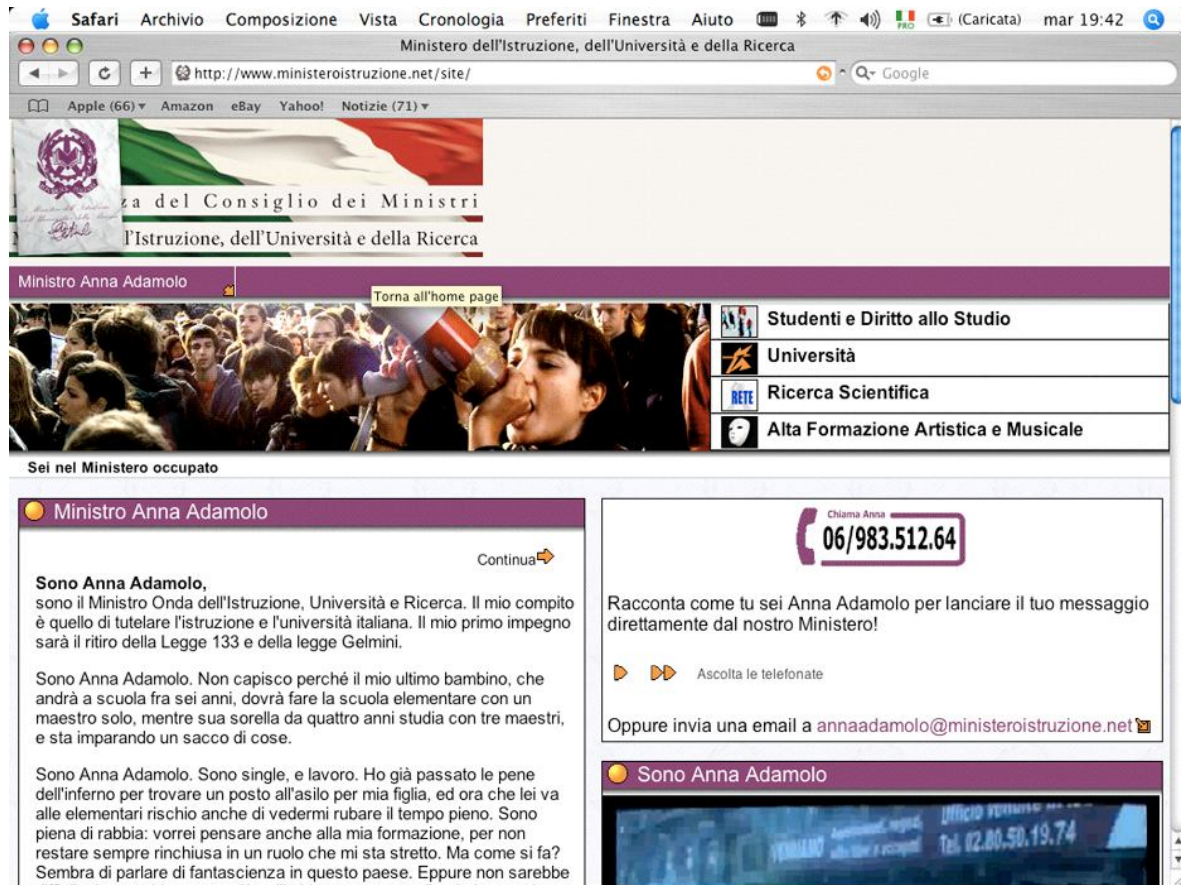 Safari Archivio Composizione Vista Cronologia Preferiti Finestra Aiuto PRO (Caricata) mar 19:42
Ministero dell'Istruzione, dell'Università e della Ricerca
http://www.ministeroistruzione.net/site/ Google
Apple (66) Amazon eBay Yahoo! Notizie (71)
za del Consiglio dei Ministri
l'Istruzione, dell'Università e della Ricerca
Ministro Anna Adamolo
Torna all'home page
Studenti e Diritto allo Studio
Università
RETE Ricerca Scientifica
Alta Formazione Artistica e Musicale
Sei nel Ministero occupato
Ministro Anna Adamolo
Continua
Sono Anna Adamolo,
sono il Ministro Onda dell'Istruzione, Università e Ricerca. Il mio compito
è quello di tutelare l'istruzione e l'università italiana. Il mio primo impegno
sarà il ritiro della Legge 133 e della legge Gelmini.
Sono Anna Adamolo. Non capisco perché il mio ultimo bambino, che
andrà a scuola fra sei anni, dovrà fare la scuola elementare con un
maestro solo, mentre sua sorella da quattro anni studia con tre maestri,
e sta imparando un sacco di cose.
Sono Anna Adamolo. Sono single, e lavoro. Ho già passato le pene
dell'inferno per trovare un posto all'asilo per mia figlia, ed ora che lei va
alle elementari rischio anche di vedermi rubare il tempo pieno. Sono
piena di rabbia: vorrei pensare anche alla mia formazione, per non
restare sempre rinchiusa in un ruolo che mi sta stretto. Ma come si fa?
Sembra di parlare di fantascienza in questo paese. Eppure non sarebbe
Chiama Anna
06/983.512.64
Racconta come tu sei Anna Adamolo per lanciare il tuo messaggio
direttamente dal nostro Ministero!
Ascolta le telefonate
Oppure invia una email a annaadamolo@ministeroistruzione.net
Sono Anna Adamolo
Tel. 02.80.50.19.74